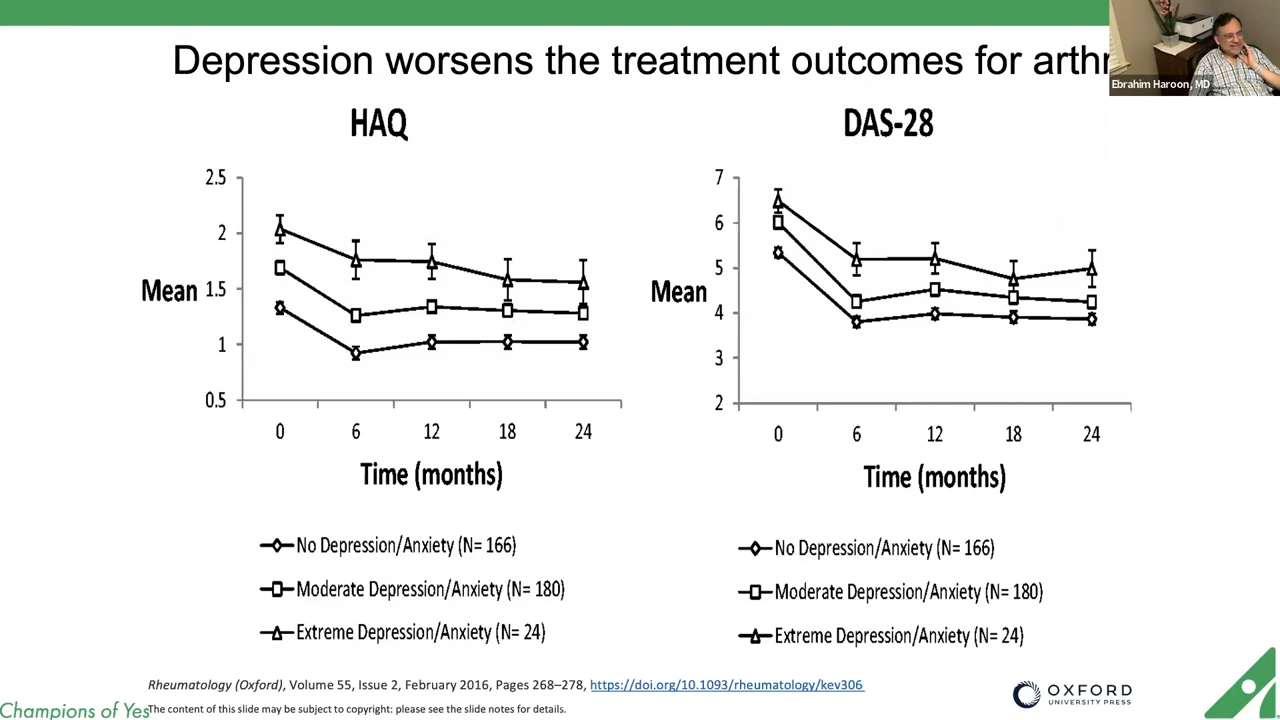 Depression worsens the treatment outcomes for arthr
Ebrahim Haroon, MD
HAQ
2.5
2
1.5
1
0.5
Mean
0 6 12 18 24
Time (months)
No Depression/Anxiety (N= 166)
Moderate Depression/Anxiety (N= 180)
Extreme Depression/Anxiety (N= 24)
DAS-28
7
6
5
4
3
2
Mean
0 6 12 18 24
Time (months)
No Depression/Anxiety (N= 166)
Moderate Depression/Anxiety (N= 180)
Extreme Depression/Anxiety (N= 24)
Rheumatology (Oxford), Volume 55, Issue 2, February 2016, Pages 268–278, https://doi.org/10.1093/rheumatology/kev306
The content of this slide may be subject to copyright: please see the slide notes for details.
Champions of Yes
OXFORD
UNIVERSITY PRESS